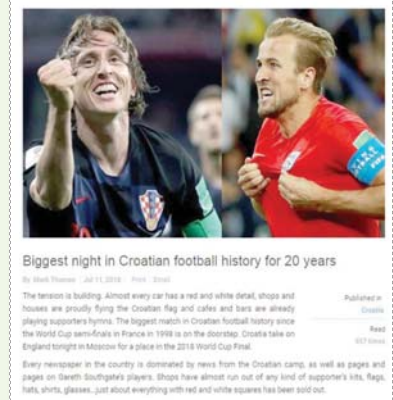 Biggest night in Croatian football history for 20 years
By Mark Thomas Jul 11, 2018 Print Email
The tension is building. Almost every car has a red and white detail, shops and
houses are proudly flying the Croatian flag and cafes and bars are already
playing supporters hymns. The biggest match in Croatian football history since
the World Cup semi-finals in France in 1998 is on the doorstep. Croatia take on
England tonight in Moscow for a place in the 2018 World Cup Final.
Published in
Croatia
Read
957 times
Every newspaper in the country is dominated by news from the Croatian camp, as well as pages and
pages on Gareth Southgate's players. Shops have almost run out of any kind of supporter's kits, flags,
hats, shirts, glasses...just about everything with red and white squares has been sold out.